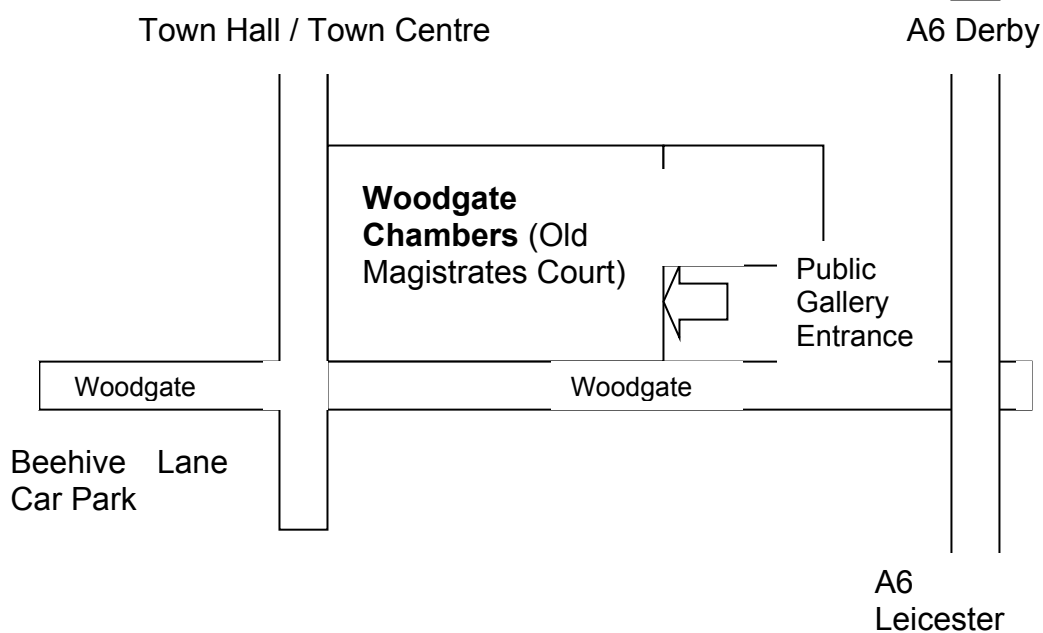 Town Hall / Town Centre
A6 Derby
Woodgate
Chambers (Old
Magistrates Court)
Public
Gallery
Entrance
Woodgate
Woodgate
Beehive Lane
Car Park
A6
Leicester